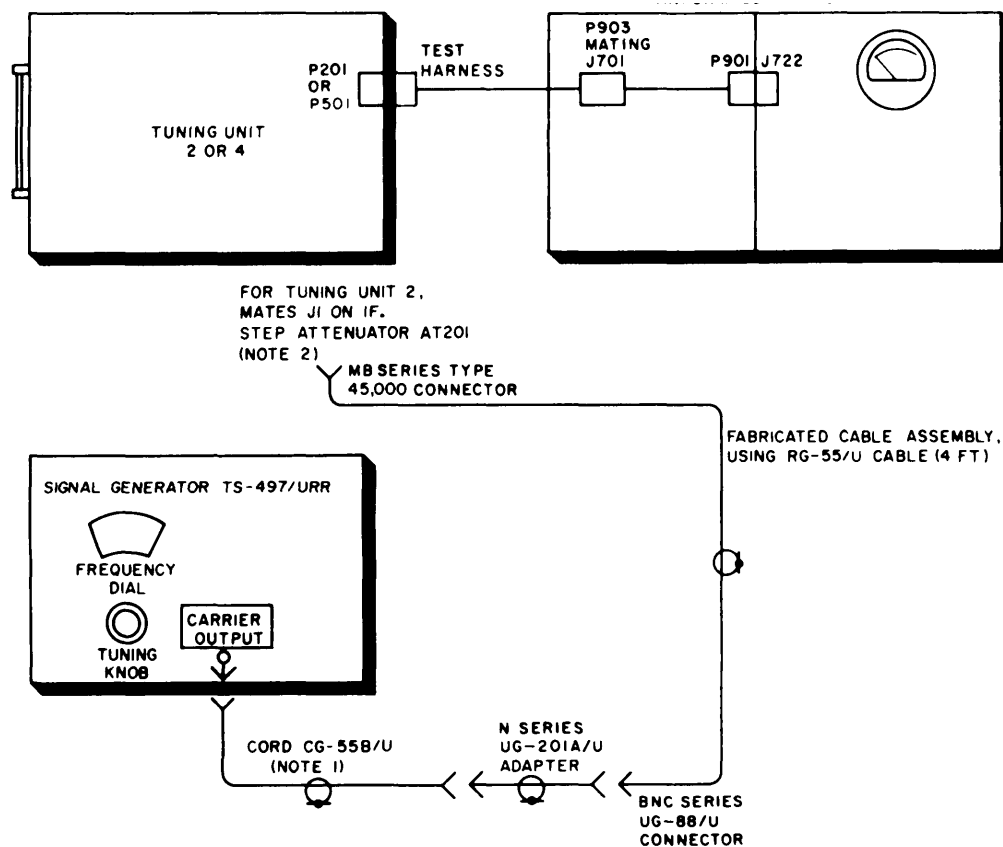 P201
OR
P501
TEST
HARNESS
P903
MATING
J701
P901 J722
TUNING UNIT
2 OR 4
FOR TUNING UNIT 2,
MATES J1 ON IF.
STEP ATTENUATOR AT201
(NOTE 2)
MB SERIES TYPE
45,000 CONNECTOR
FABRICATED CABLE ASSEMBLY,
USING RG-55/U CABLE (4 FT)
SIGNAL GENERATOR TS-497/URR
FREQUENCY
DIAL
TUNING
KNOB
CARRIER
OUTPUT
CORD CG-55B/U
(NOTE 1)
N SERIES
UG-201A/U
ADAPTER
BNC SERIES
UG-88/U
CONNECTOR